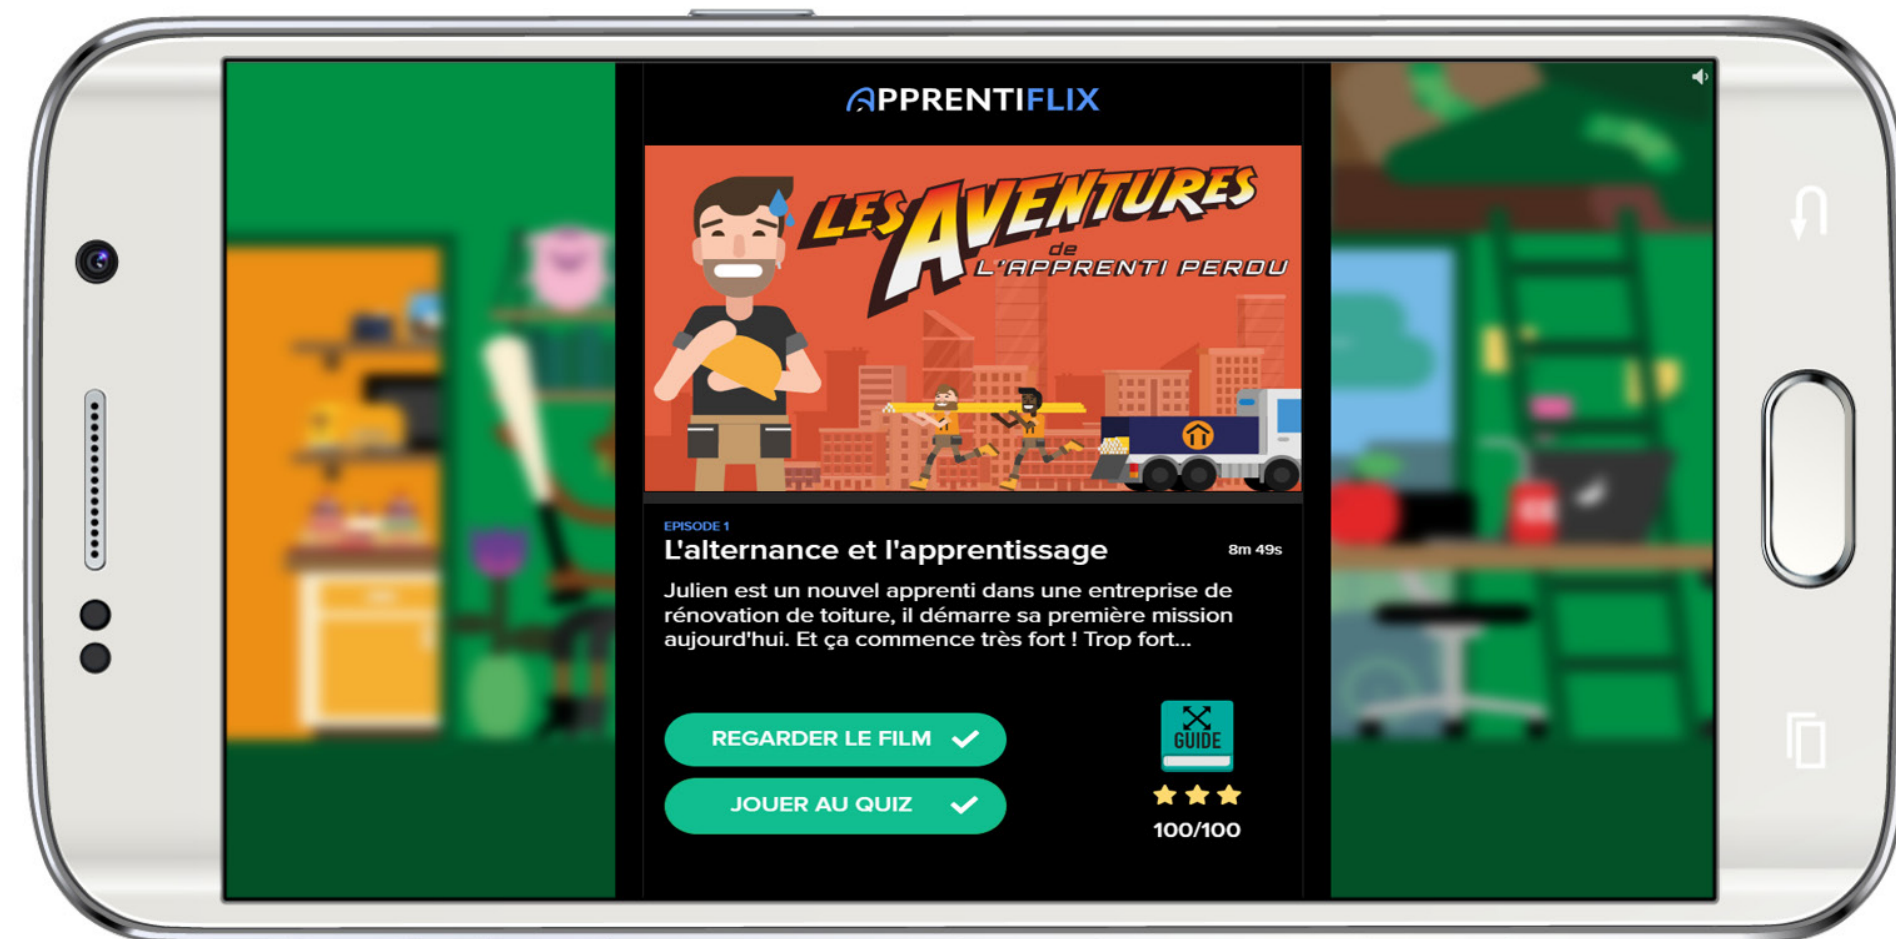 APPRENTIFLIX
LES AVENTURES
de
L'APPRENTI PERDU
EPISODE 1
L'alternance et l'apprentissage
8m 49s
Julien est un nouvel apprenti dans une entreprise de
rénovation de toiture, il démarre sa première mission
aujourd'hui. Et ça commence très fort ! Trop fort...
REGARDER LE FILM
GUIDE
JOUER AU QUIZ
100/100